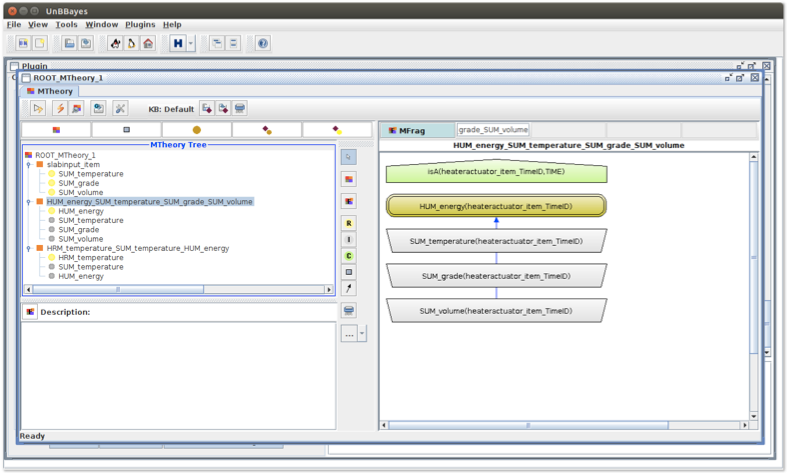 UnBBayes
File View Tools Window Plugins Help
Plugin
ROOT_MTheory_1
MTheory
KB: Default
MTheory Tree
ROOT_MTheory_1
slabinput_item
SUM_temperature
SUM_grade
SUM_volume
HUM_energy_SUM_temperature_SUM_grade_SUM_volume
HUM_energy
SUM_temperature
SUM_grade
SUM_volume
HRM_temperature_SUM_temperature_HUM_energy
HRM_temperature
SUM_temperature
HUM_energy
Description:
R
I
C
...
MFrag
grade_SUM_volume
HUM_energy_SUM_temperature_SUM_grade_SUM_volume
isA(heateractuator_item_TimeID,TIME)
HUM_energy(heateractuator_item_TimeID)
SUM_temperature(heateractuator_item_TimeID)
SUM_grade(heateractuator_item_TimeID)
SUM_volume(heateractuator_item_TimeID)
Ready